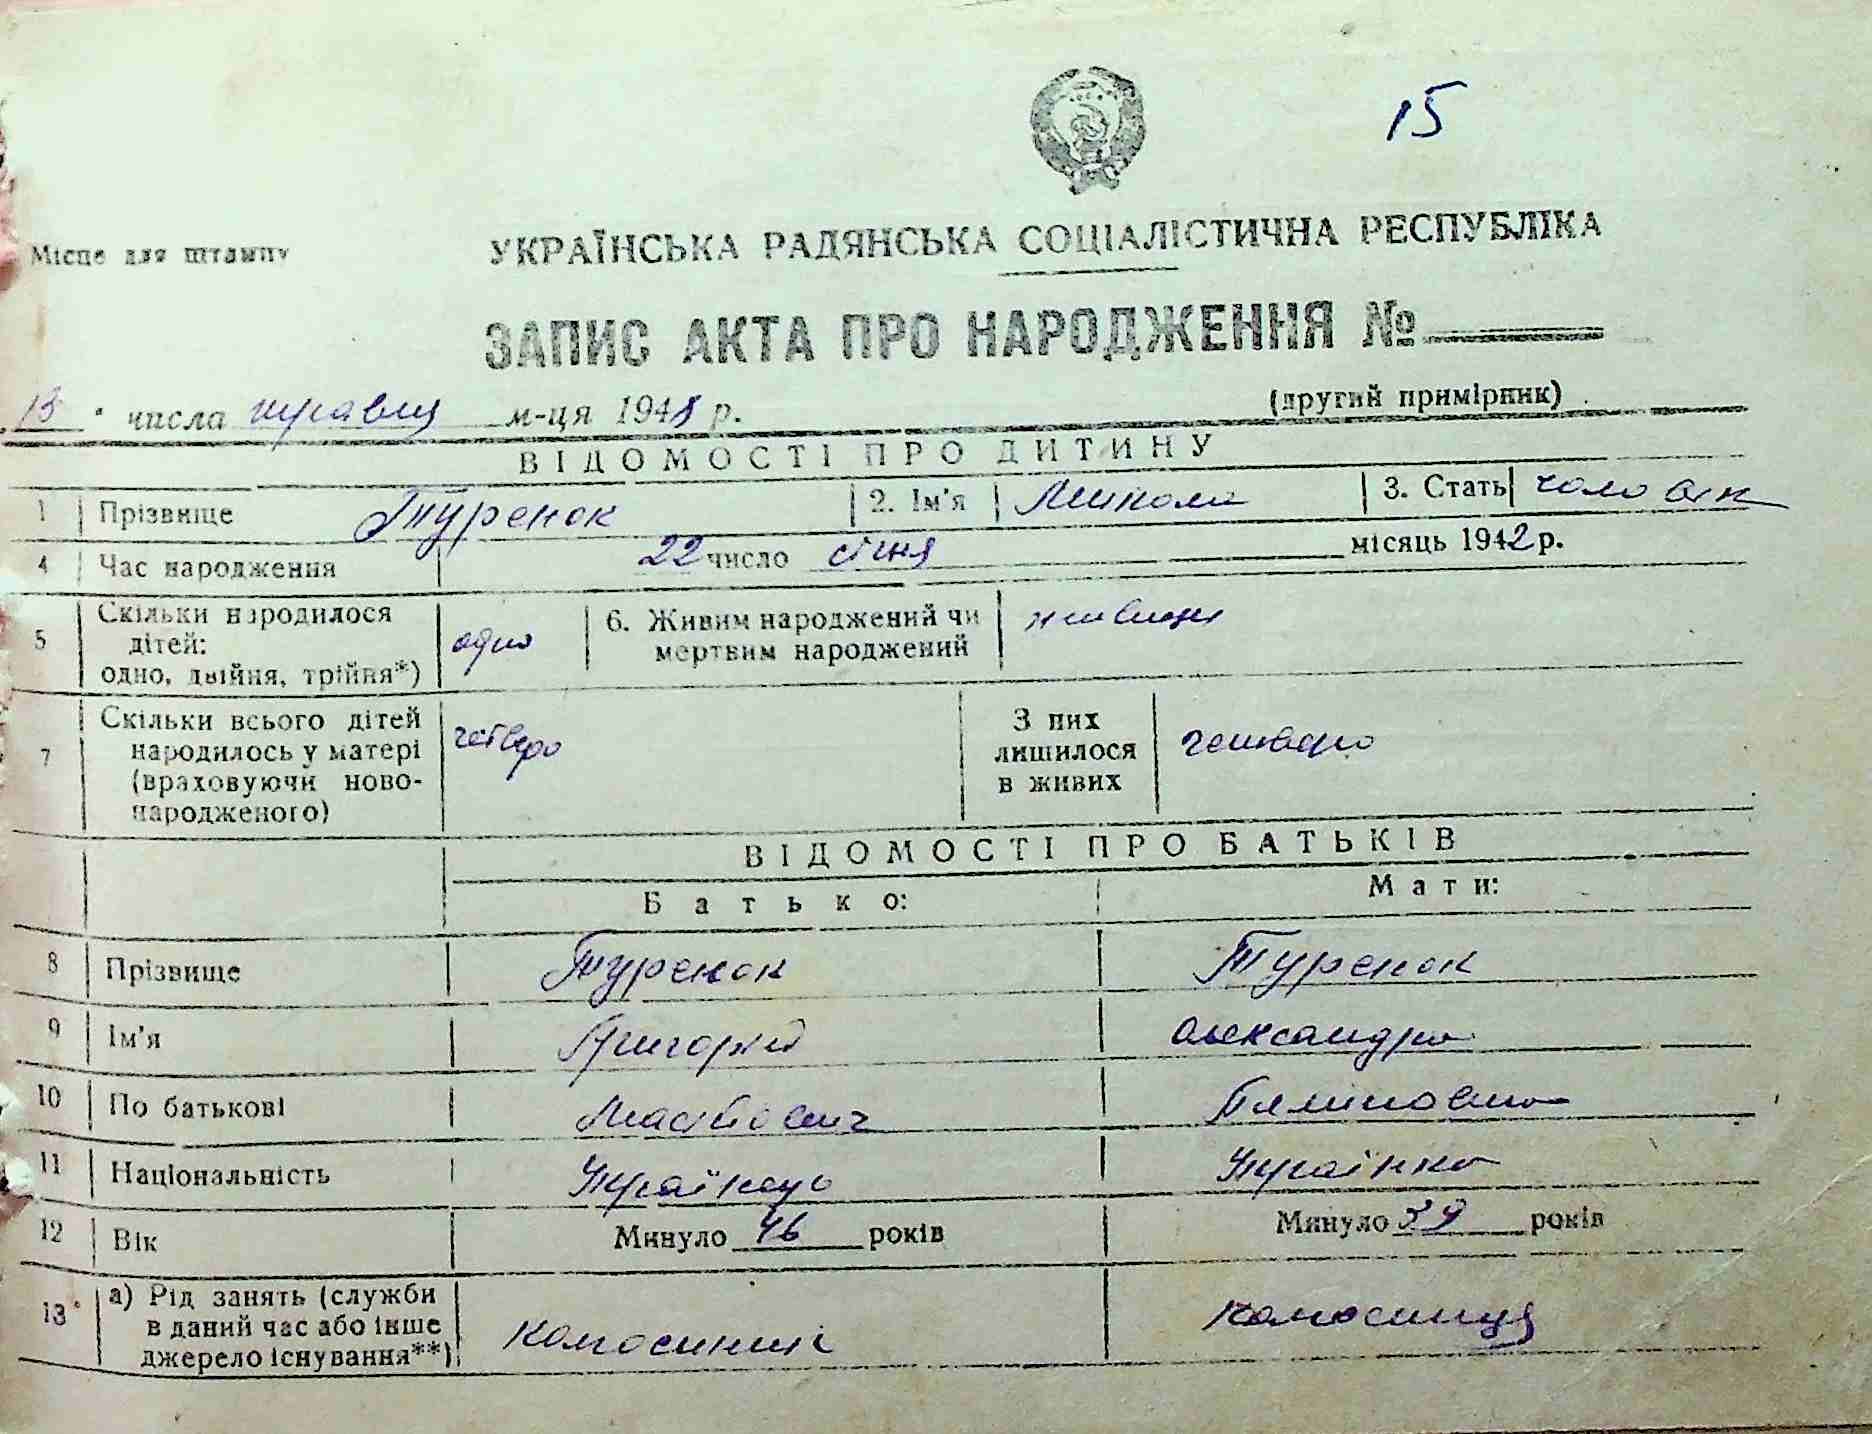 15
Місце для штампу
УКРАЇНСЬКА РАДЯНСЬКА СОЦІАЛІСТИЧНА РЕСПУБЛІКА
ЗАПИС АКТА ПРО НАРОДЖЕННЯ №
(другий примірник)
13 числа травня м-ця 1948 р.
ВІДОМОСТІ ПРО ДИТИНУ
1 Прізвище Туренок 2. Ім'я Микола 3. Стать чоловік
4 Час народження 22 число січня місяць 1942 р.
5 Скільки народилося дітей: одно, двійня, трійня*) одно 6. Живим народжений чи мертвим народжений живим
7 Скільки всього дітей народилось у матері (враховуючи ново-народженого) четверо З них лишилося в живих четверо
ВІДОМОСТІ ПРО БАТЬКІВ
Батько: Мати:
8 Прізвище Туренок Туренок
9 Ім'я Григорій Олександра
10 По батькові
11 Національність Українец Українка
12 Вік Минуло 46 років Минуло 39 років
13 а) Рід занять (служби в даний час або інше джерело існування**) колгоспник колгоспниця